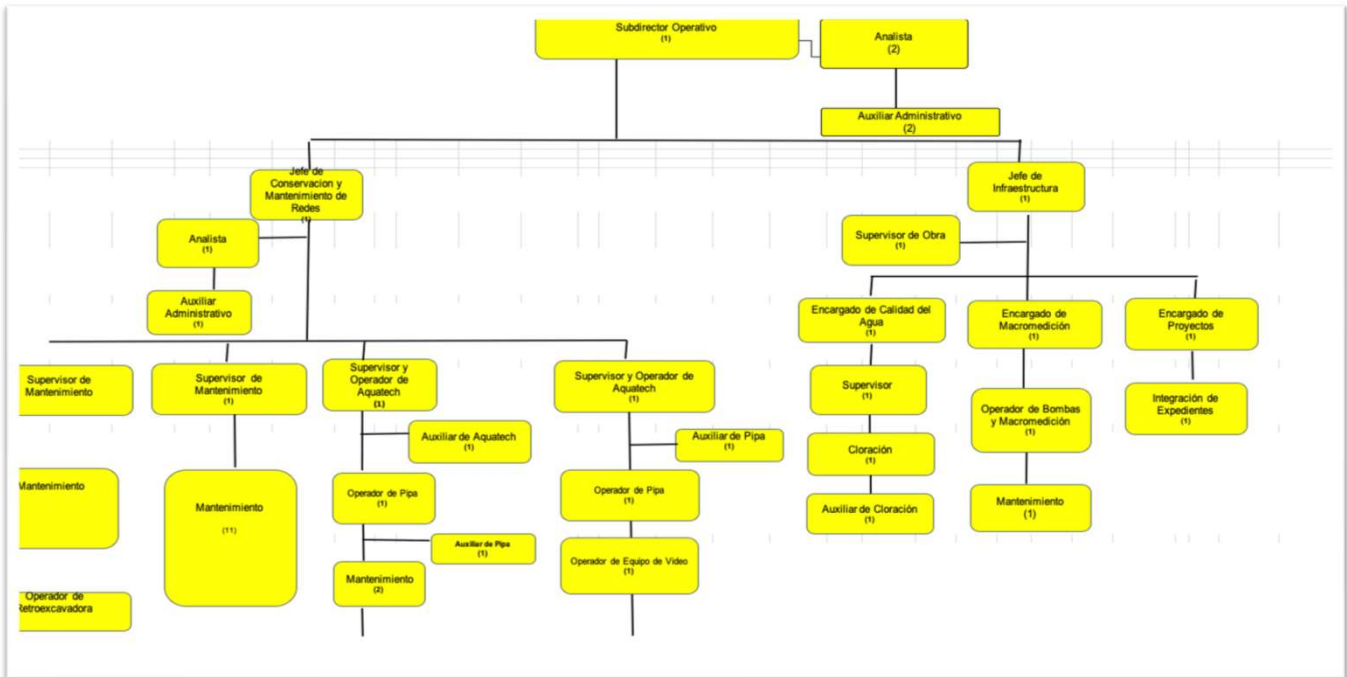 Subdirector Operativo
(1)
Analista
(2)
Auxiliar Administrativo
(2)
Jefe de
Conservacion y
Mantenimiento de
Redes
(1)
Analista
(1)
Auxiliar
Administrativo
(1)
Supervisor de
Mantenimiento
Mantenimiento
Operador de
Retroexcavadora
Supervisor de
Mantenimiento
(1)
Mantenimiento
(11)
Supervisor y
Operador de
Aquatech
(1)
Auxiliar de Aquatech
(1)
Operador de Pipa
(1)
Auxiliar de Pipa
(1)
Mantenimiento
(2)
Supervisor y Operador de
Aquatech
(1)
Auxiliar de Pipa
(1)
Operador de Pipa
(1)
Operador de Equipo de Video
(1)
Jefe de
Infraestructura
(1)
Supervisor de Obra
(1)
Encargado de Calidad del
Agua
(1)
Supervisor
(1)
Cloración
(1)
Auxiliar de Cloración
(1)
Encargado de
Macromedición
(1)
Operador de Bombas
y Macromedición
(1)
Mantenimiento
(1)
Encargado de
Proyectos
(1)
Integración de
Expedientes
(1)